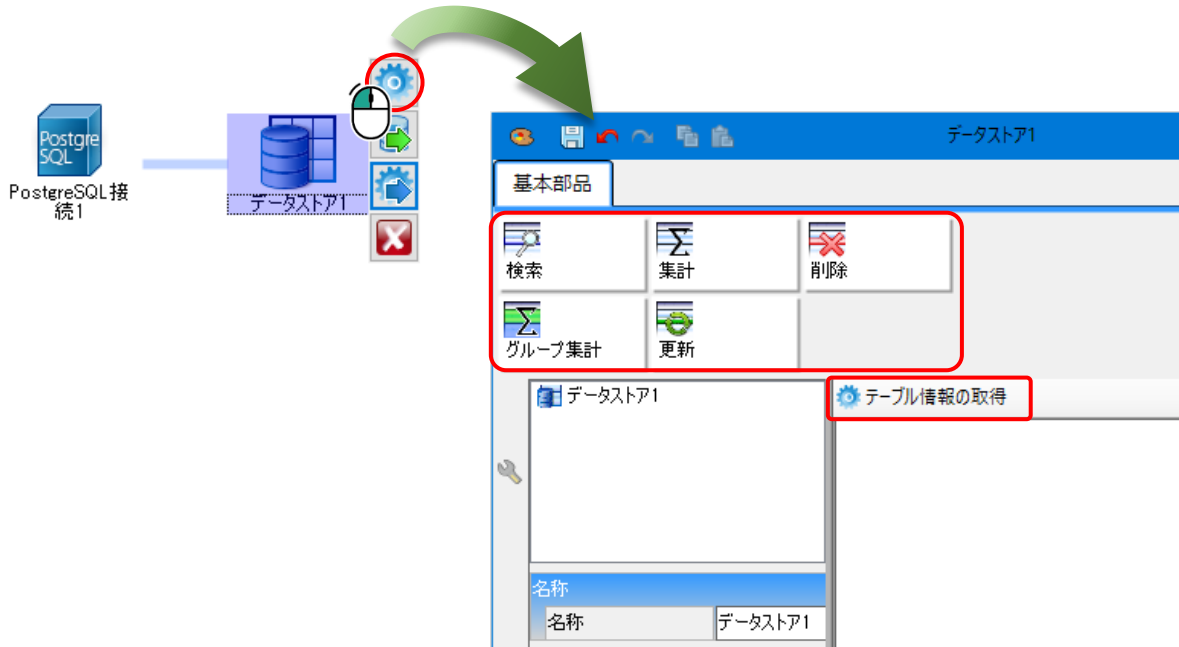 Postgre
SQL
PostgreSQL接
続1
データストア1
データストア1
基本部品
検索
集計
削除
グループ集計
更新
データストア1
テーブル情報の取得
名称
名称
データストア1